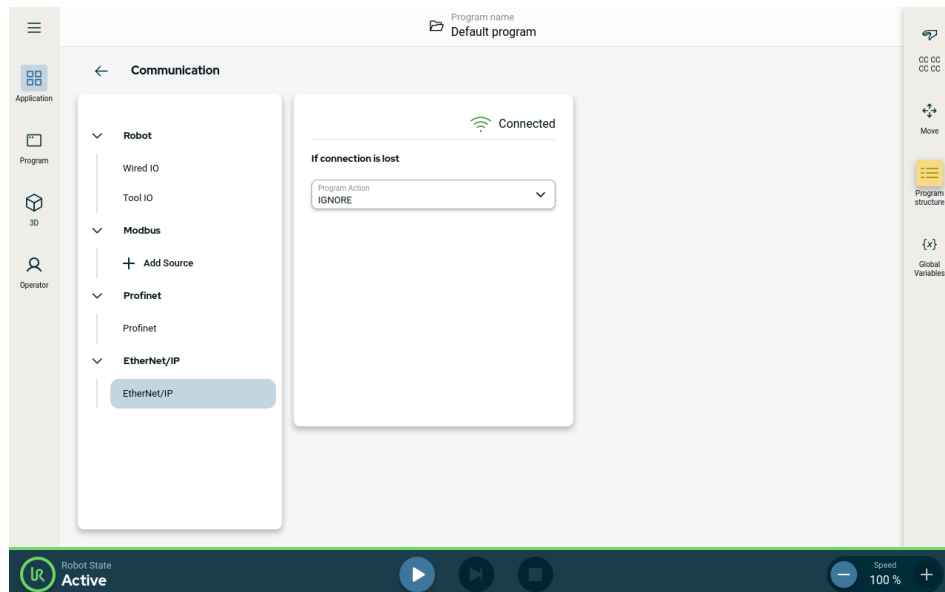 Program name
Default program
Application
Program
3D
Operator
Communication
Robot
Wired IO
Tool IO
Modbus
Add Source
Profinet
Profinet
EtherNet/IP
EtherNet/IP
Connected
If connection is lost
Program Action
IGNORE
CC CC
CC CC
Move
Program
structure
{x}
Global
Variables
UR
Robot State
Active
Speed
100 %